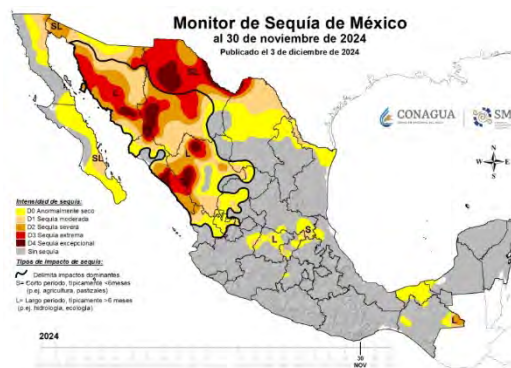 Monitor de Sequía de México
al 30 de noviembre de 2024
Publicado el 3 de diciembre de 2024
SL
CONAGUA
SM
L
SL
L
N
W E
S
SL
L
Intensidad de sequía:
D0 Anormalmente seco
D1 Sequía moderada
D2 Sequía severa
D3 Sequía extrema
D4 Sequía excepcional
Sin sequía
Tipos de impacto de sequía:
Delimita impactos dominantes
S= Corto periodo, típicamente <6meses
(p.ej. agricultura, pastizales)
L= Largo periodo, típicamente >6 meses
(p.ej. hidrología, ecología)
L
S
L
2024
30
NOV